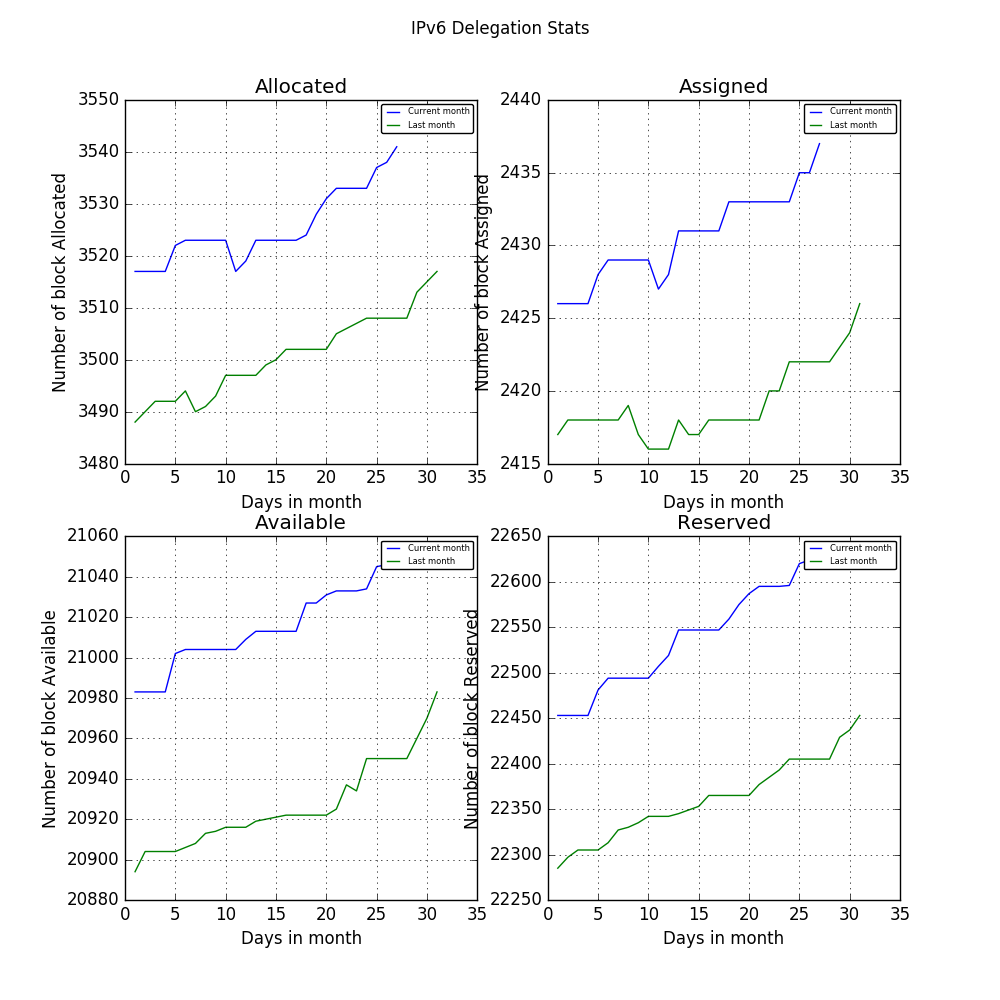 IPv6 Delegation Stats
Allocated
Number of block Allocated
3550
3540
3530
3520
3510
3500
3490
3480
Current month
Last month
0 5 10 15 20 25 30 35
Days in month
Assigned
Number of block Assigned
2440
2435
2430
2425
2420
2415
Current month
Last month
0 5 10 15 20 25 30 35
Days in month
Available
Number of block Available
21060
21040
21020
21000
20980
20960
20940
20920
20900
20880
Current month
Last month
0 5 10 15 20 25 30 35
Days in month
Reserved
Number of block Reserved
22650
22600
22550
22500
22450
22400
22350
22300
22250
Current month
Last month
0 5 10 15 20 25 30 35
Days in month